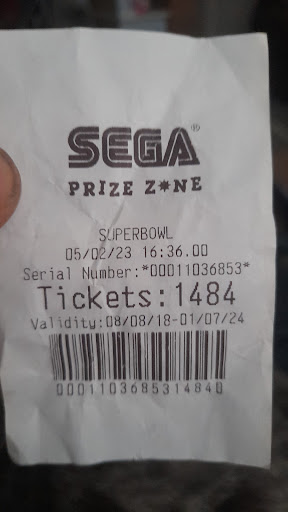 SEGA®
PRIZE Z*NE
SUPERBOWL
05/02/23 16:36.00
Serial Number:*00011036853*
Tickets:1484
Validity:08/08/18-01/07/24
0001103685314840